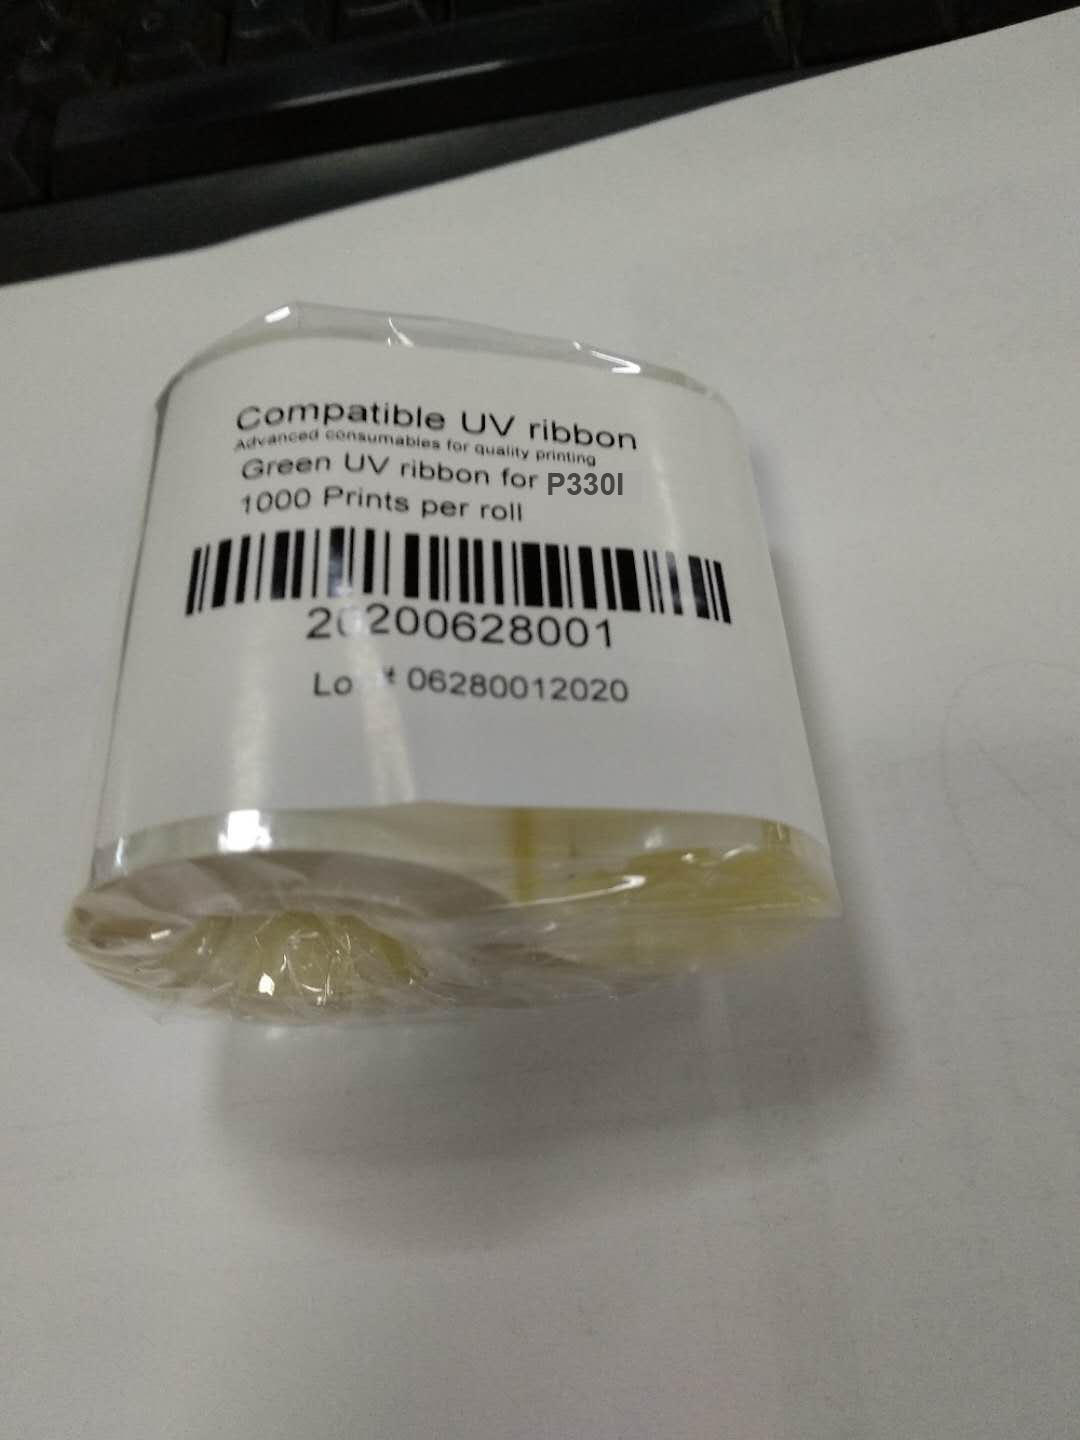 Compatible UV ribbon
Advanced consumables for quality printing
Green UV ribbon for P330I
1000 Prints per roll
20200628001
06280012020